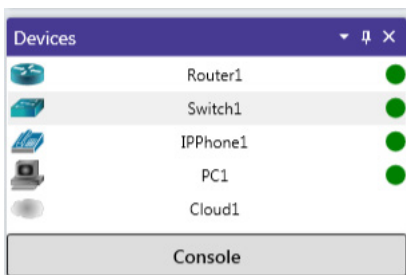 Devices
Router1
Switch1
IPPhone1
PC1
Cloud1
Console